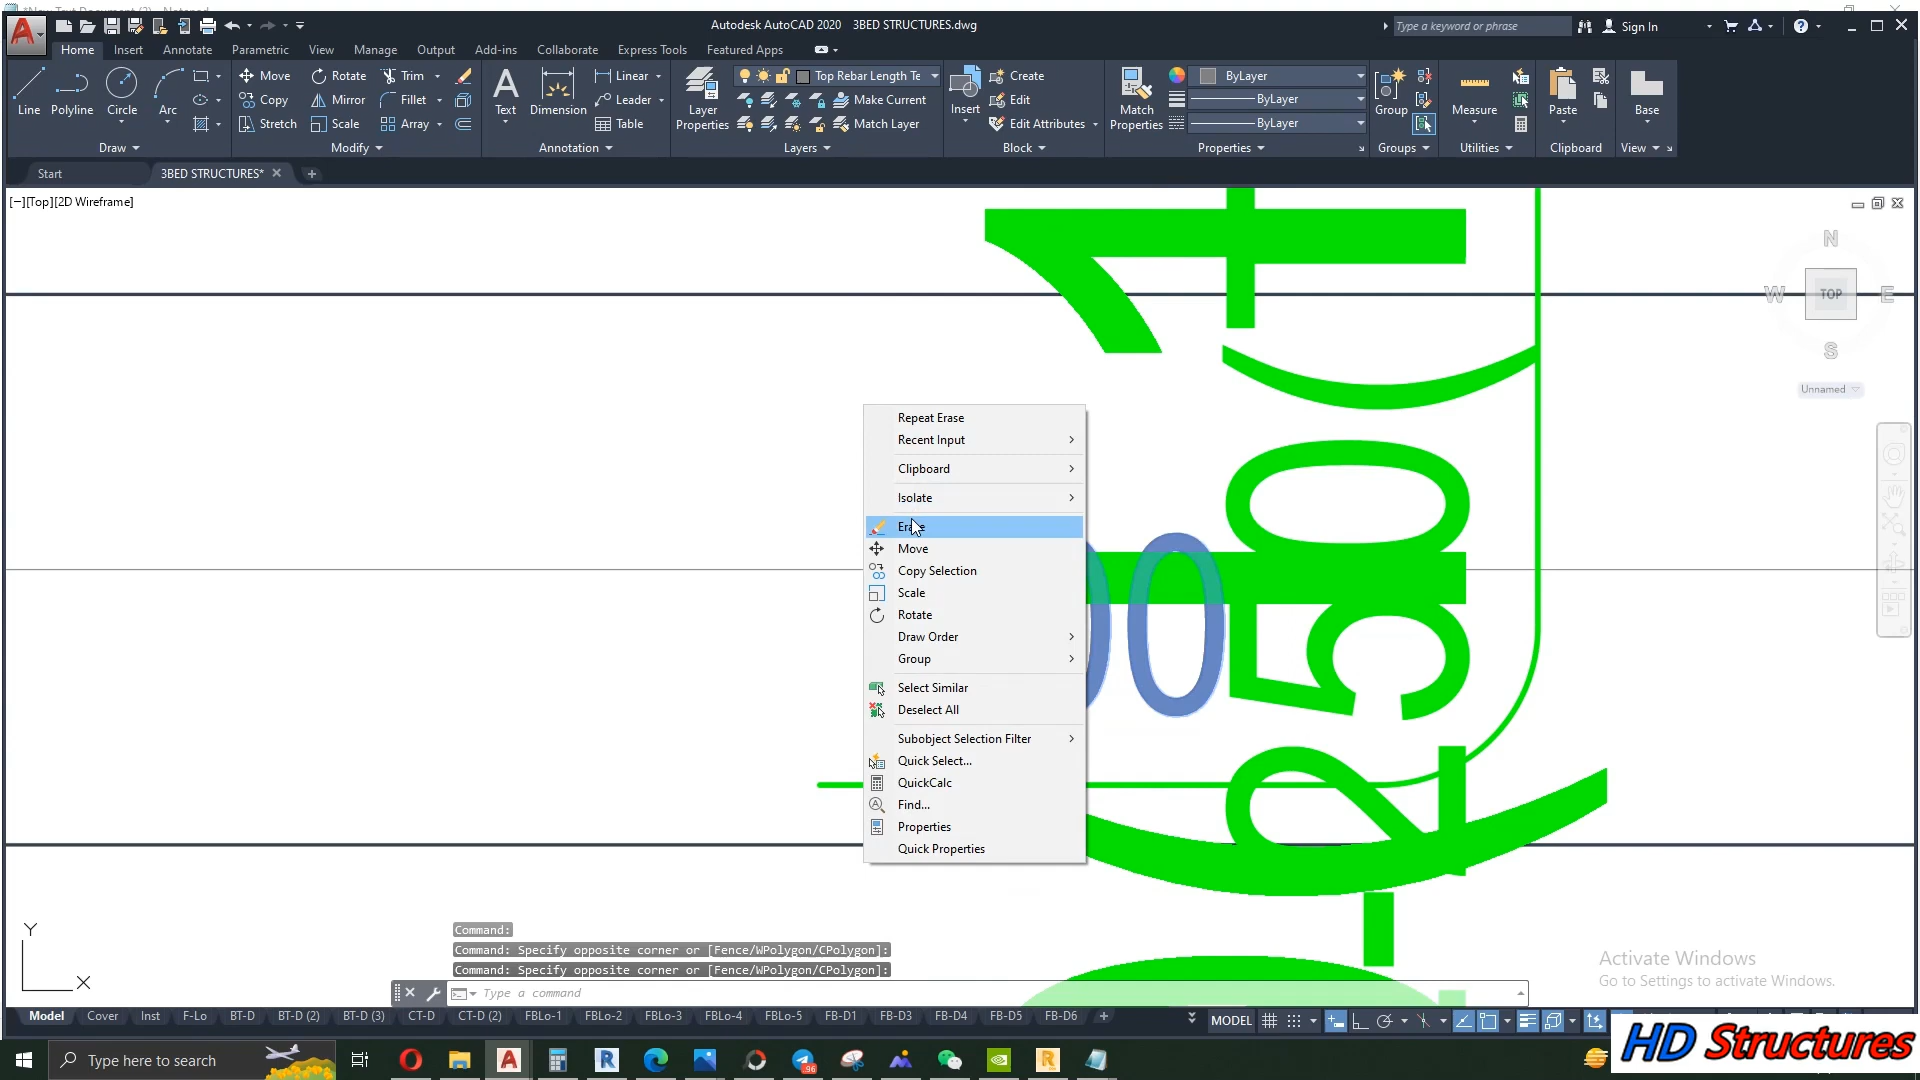 *New Text Document (2) - Notepad
Autodesk AutoCAD 2020 3BED STRUCTURES.dwg
Type a keyword or phrase
Sign In
Home Insert Annotate Parametric View Manage Output Add-ins Collaborate Express Tools Featured Apps
Line Polyline Circle Arc
Draw
Move Rotate Trim
Copy Mirror Fillet
Stretch Scale Array
Modify
Text Dimension
Linear
Leader
Table
Annotation
Layer Properties
Top Rebar Length Te
Make Current
Match Layer
Layers
Insert
Create
Edit
Edit Attributes
Block
Match Properties
ByLayer
ByLayer
ByLayer
Properties
Group
Groups
Measure
Utilities
Paste
Clipboard
Base
View
Start 3BED STRUCTURES*
[−][Top][2D Wireframe]
N
W TOP E
S
Unnamed
Repeat Erase
Recent Input
Clipboard
Isolate
Erase
Move
Copy Selection
Scale
Rotate
Draw Order
Group
Select Similar
Deselect All
Subobject Selection Filter
Quick Select...
QuickCalc
Find...
Properties
Quick Properties
Y
X
Command:
Command: Specify opposite corner or [Fence/WPolygon/CPolygon]:
Command: Specify opposite corner or [Fence/WPolygon/CPolygon]:
Type a command
Activate Windows
Go to Settings to activate Windows.
Model Cover Inst F-Lo BT-D BT-D (2) BT-D (3) CT-D CT-D (2) FBLo-1 FBLo-2 FBLo-3 FBLo-4 FBLo-5 FB-D1 FB-D3 FB-D4 FB-D5 FB-D6
MODEL
Type here to search
96
HD Structures